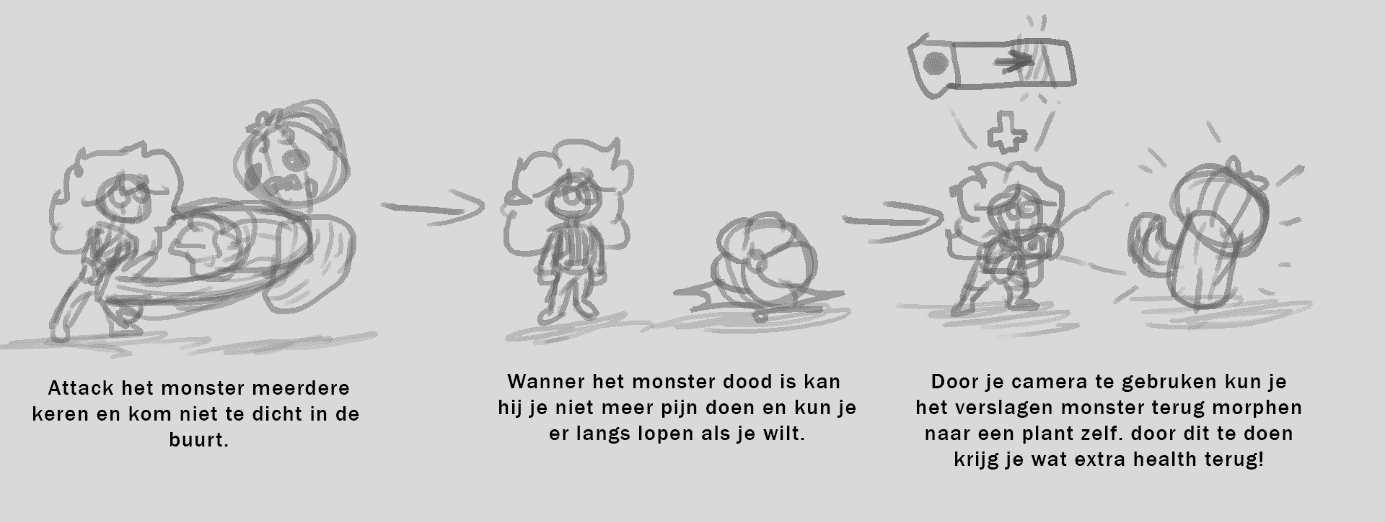 Attack het monster meerdere
keren en kom niet te dicht in de
buurt.
Wanner het monster dood is kan
hij je niet meer pijn doen en kun je
er langs lopen als je wilt.
Door je camera te gebruken kun je
het verslagen monster terug morphen
naar een plant zelf. door dit te doen
krijg je wat extra health terug!